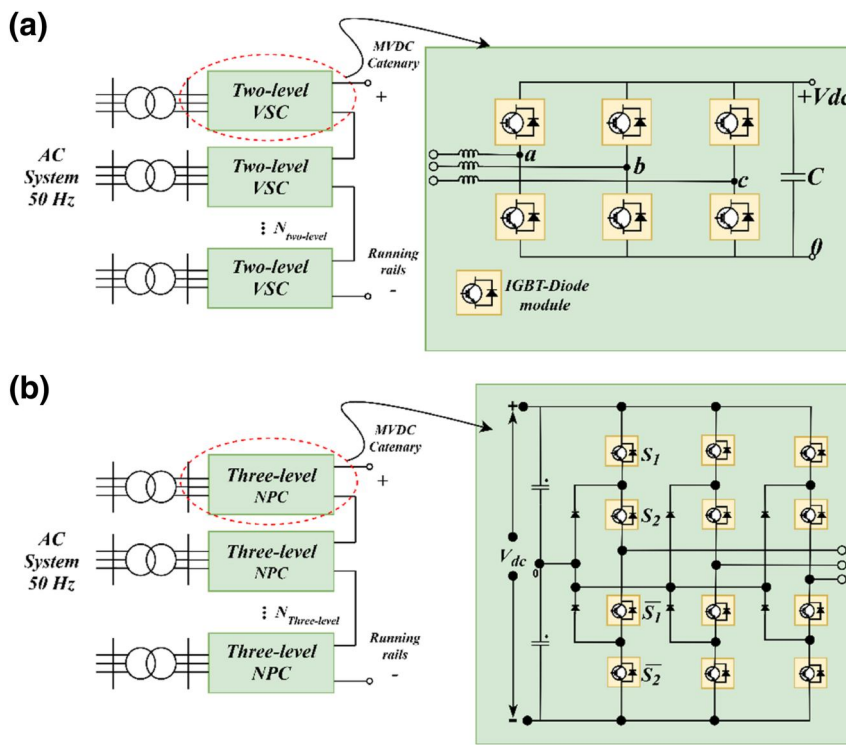 (a)
MVDC
Catenary
+
Two-level
VSC
AC
System
50 Hz
Two-level
VSC
⋮ N two-level
Two-level
VSC
Running
rails
-
+Vdc
a
b
c
C
0
IGBT-Diode
module
(b)
MVDC
Catenary
+
Three-level
NPC
AC
System
50 Hz
Three-level
NPC
⋮ N Three-level
Three-level
NPC
Running
rails
-
+
S1
S2
Vdc
0
S̅1
S̅2
-